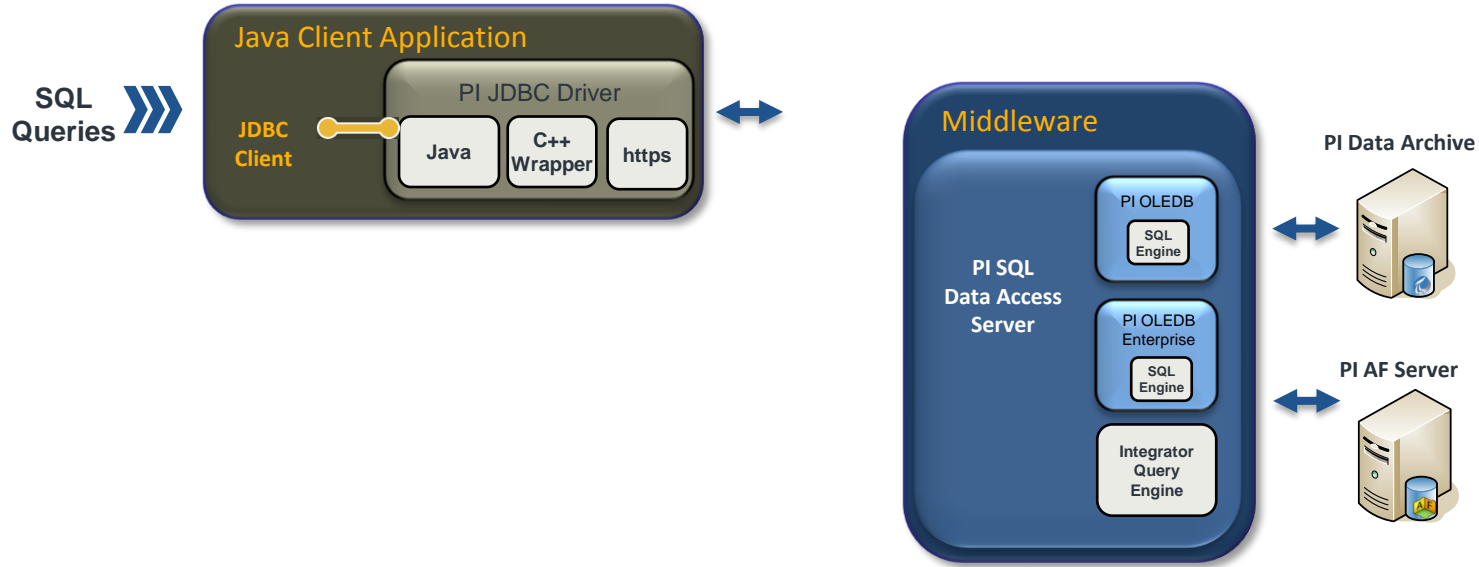 Java Client Application
SQL
Queries
PI JDBC Driver
JDBC
Client
Java
C++
Wrapper
https
Middleware
PI SQL
Data Access
Server
PI OLEDB
SQL
Engine
PI OLEDB
Enterprise
SQL
Engine
Integrator
Query
Engine
PI Data Archive
PI AF Server
AF